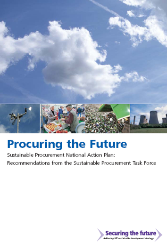 Procuring the Future
Sustainable Procurement National Action Plan:
Recommendations from the Sustainable Procurement Task Force
Securing the future